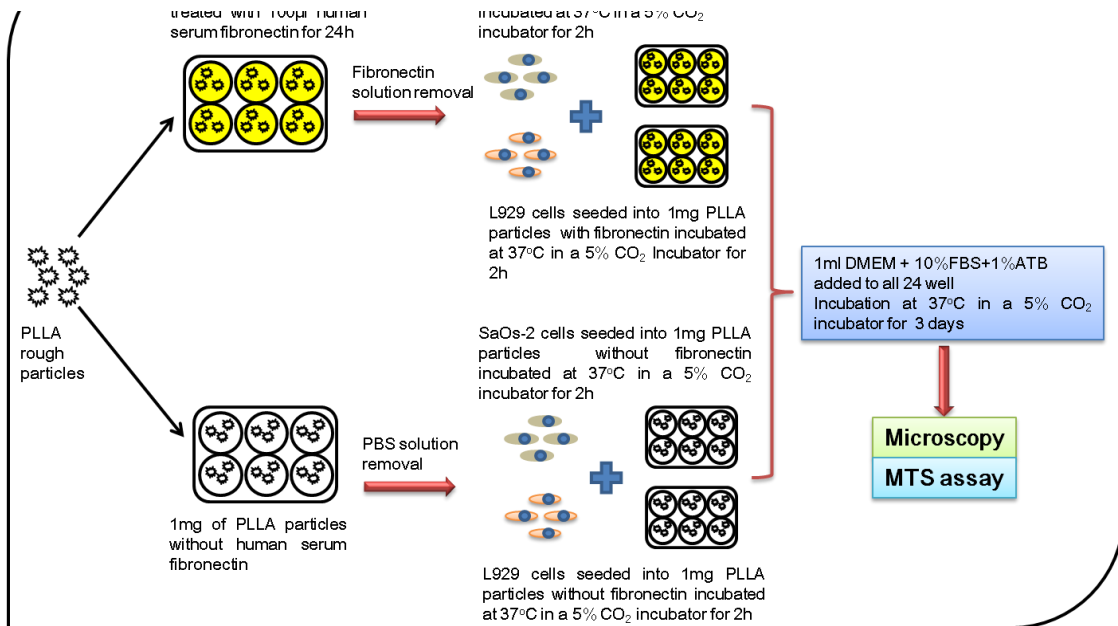 treated with 100µl human
serum fibronectin for 24h
Fibronectin
solution removal
incubated at 37°C in a 5% CO₂
incubator for 2h
L929 cells seeded into 1mg PLLA
particles with fibronectin incubated
at 37°C in a 5% CO₂ Incubator for
2h
PLLA
rough
particles
1ml DMEM + 10%FBS+1%ATB
added to all 24 well
Incubation at 37°C in a 5% CO₂
incubator for 3 days
SaOs-2 cells seeded into 1mg PLLA
particles without fibronectin
incubated at 37°C in a 5% CO₂
incubator for 2h
PBS solution
removal
1mg of PLLA particles
without human serum
fibronectin
L929 cells seeded into 1mg PLLA
particles without fibronectin incubated
at 37°C in a 5% CO₂ incubator for 2h
Microscopy
MTS assay